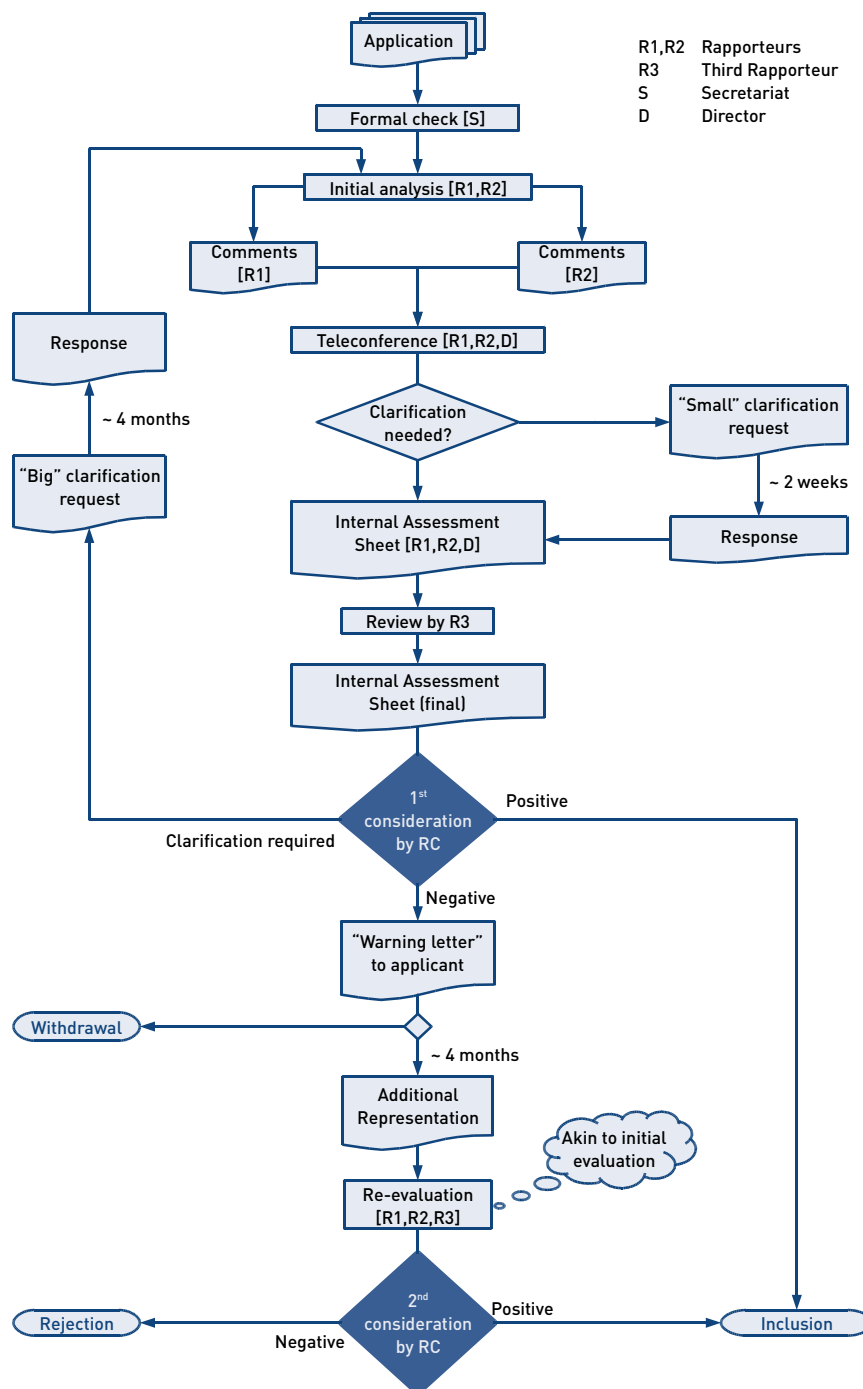 Application
R1,R2 Rapporteurs
R3 Third Rapporteur
S Secretariat
D Director
Formal check [S]
Initial analysis [R1,R2]
Comments
[R1]
Comments
[R2]
Response
Teleconference [R1,R2,D]
~ 4 months
Clarification
needed?
“Small” clarification
request
“Big” clarification
request
~ 2 weeks
Internal Assessment
Sheet [R1,R2,D]
Response
Review by R3
Internal Assessment
Sheet (final)
1st
consideration
by RC
Positive
Clarification required
Negative
“Warning letter”
to applicant
Withdrawal
~ 4 months
Additional
Representation
Akin to initial
evaluation
Re-evaluation
[R1,R2,R3]
2nd
consideration
by RC
Positive
Negative
Rejection
Inclusion